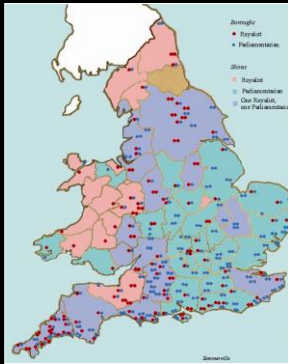 Boroughs
Royalist
Parliamentarian
Shires
Royalist
Parliamentarian
One Royalist,
one Parliamentarian